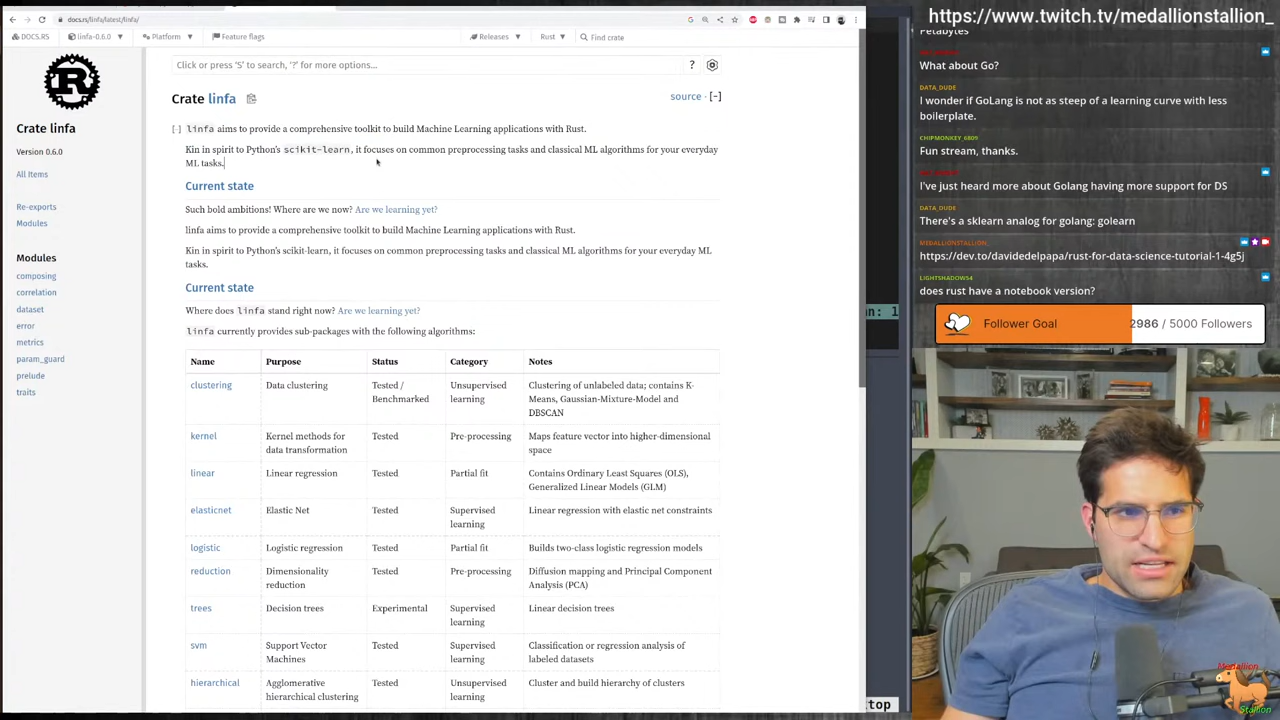 docs.rs/linfa/latest/linfa/
DOCS.RS
linfa-0.6.0
Platform
Feature flags
Releases
Rust
Find crate
Click or press 'S' to search, '?' for more options...
?
Crate linfa
source · [-]
Crate linfa
Version 0.6.0
All Items
Re-exports
Modules
Modules
composing
correlation
dataset
error
metrics
param_guard
prelude
traits
[-] linfa aims to provide a comprehensive toolkit to build Machine Learning applications with Rust.
Kin in spirit to Python's scikit-learn, it focuses on common preprocessing tasks and classical ML algorithms for your everyday
ML tasks.
Current state
Such bold ambitions! Where are we now? Are we learning yet?
linfa aims to provide a comprehensive toolkit to build Machine Learning applications with Rust.
Kin in spirit to Python's scikit-learn, it focuses on common preprocessing tasks and classical ML algorithms for your everyday ML
tasks.
Current state
Where does linfa stand right now? Are we learning yet?
linfa currently provides sub-packages with the following algorithms:
Name Purpose Status Category Notes
clustering Data clustering Tested / Unsupervised Clustering of unlabeled data; contains K-
Benchmarked learning Means, Gaussian-Mixture-Model and
DBSCAN
kernel Kernel methods for Tested Pre-processing Maps feature vector into higher-dimensional
data transformation space
linear Linear regression Tested Partial fit Contains Ordinary Least Squares (OLS),
Generalized Linear Models (GLM)
elasticnet Elastic Net Tested Supervised Linear regression with elastic net constraints
learning
logistic Logistic regression Tested Partial fit Builds two-class logistic regression models
reduction Dimensionality Tested Pre-processing Diffusion mapping and Principal Component
reduction Analysis (PCA)
trees Decision trees Experimental Supervised Linear decision trees
learning
svm Support Vector Tested Supervised Classification or regression analysis of
Machines learning labeled datasets
hierarchical Agglomerative Tested Unsupervised Cluster and build hierarchy of clusters
hierarchical clustering learning
an: 1
top
https://www.twitch.tv/medallionstallion_
Petabytes
What about Go?
DATA_DUDE
I wonder if GoLang is not as steep of a learning curve with less
boilerplate.
CHIPMONKEY_6809
Fun stream, thanks.
I've just heard more about Golang having more support for DS
DATA_DUDE
There's a sklearn analog for golang: golearn
MEDALLIONSTALLION_
https://dev.to/davidedelpapa/rust-for-data-science-tutorial-1-4g5j
LIGHTSHADOW54
does rust have a notebook version?
Follower Goal
2986 / 5000 Followers
Medallion
Stallion